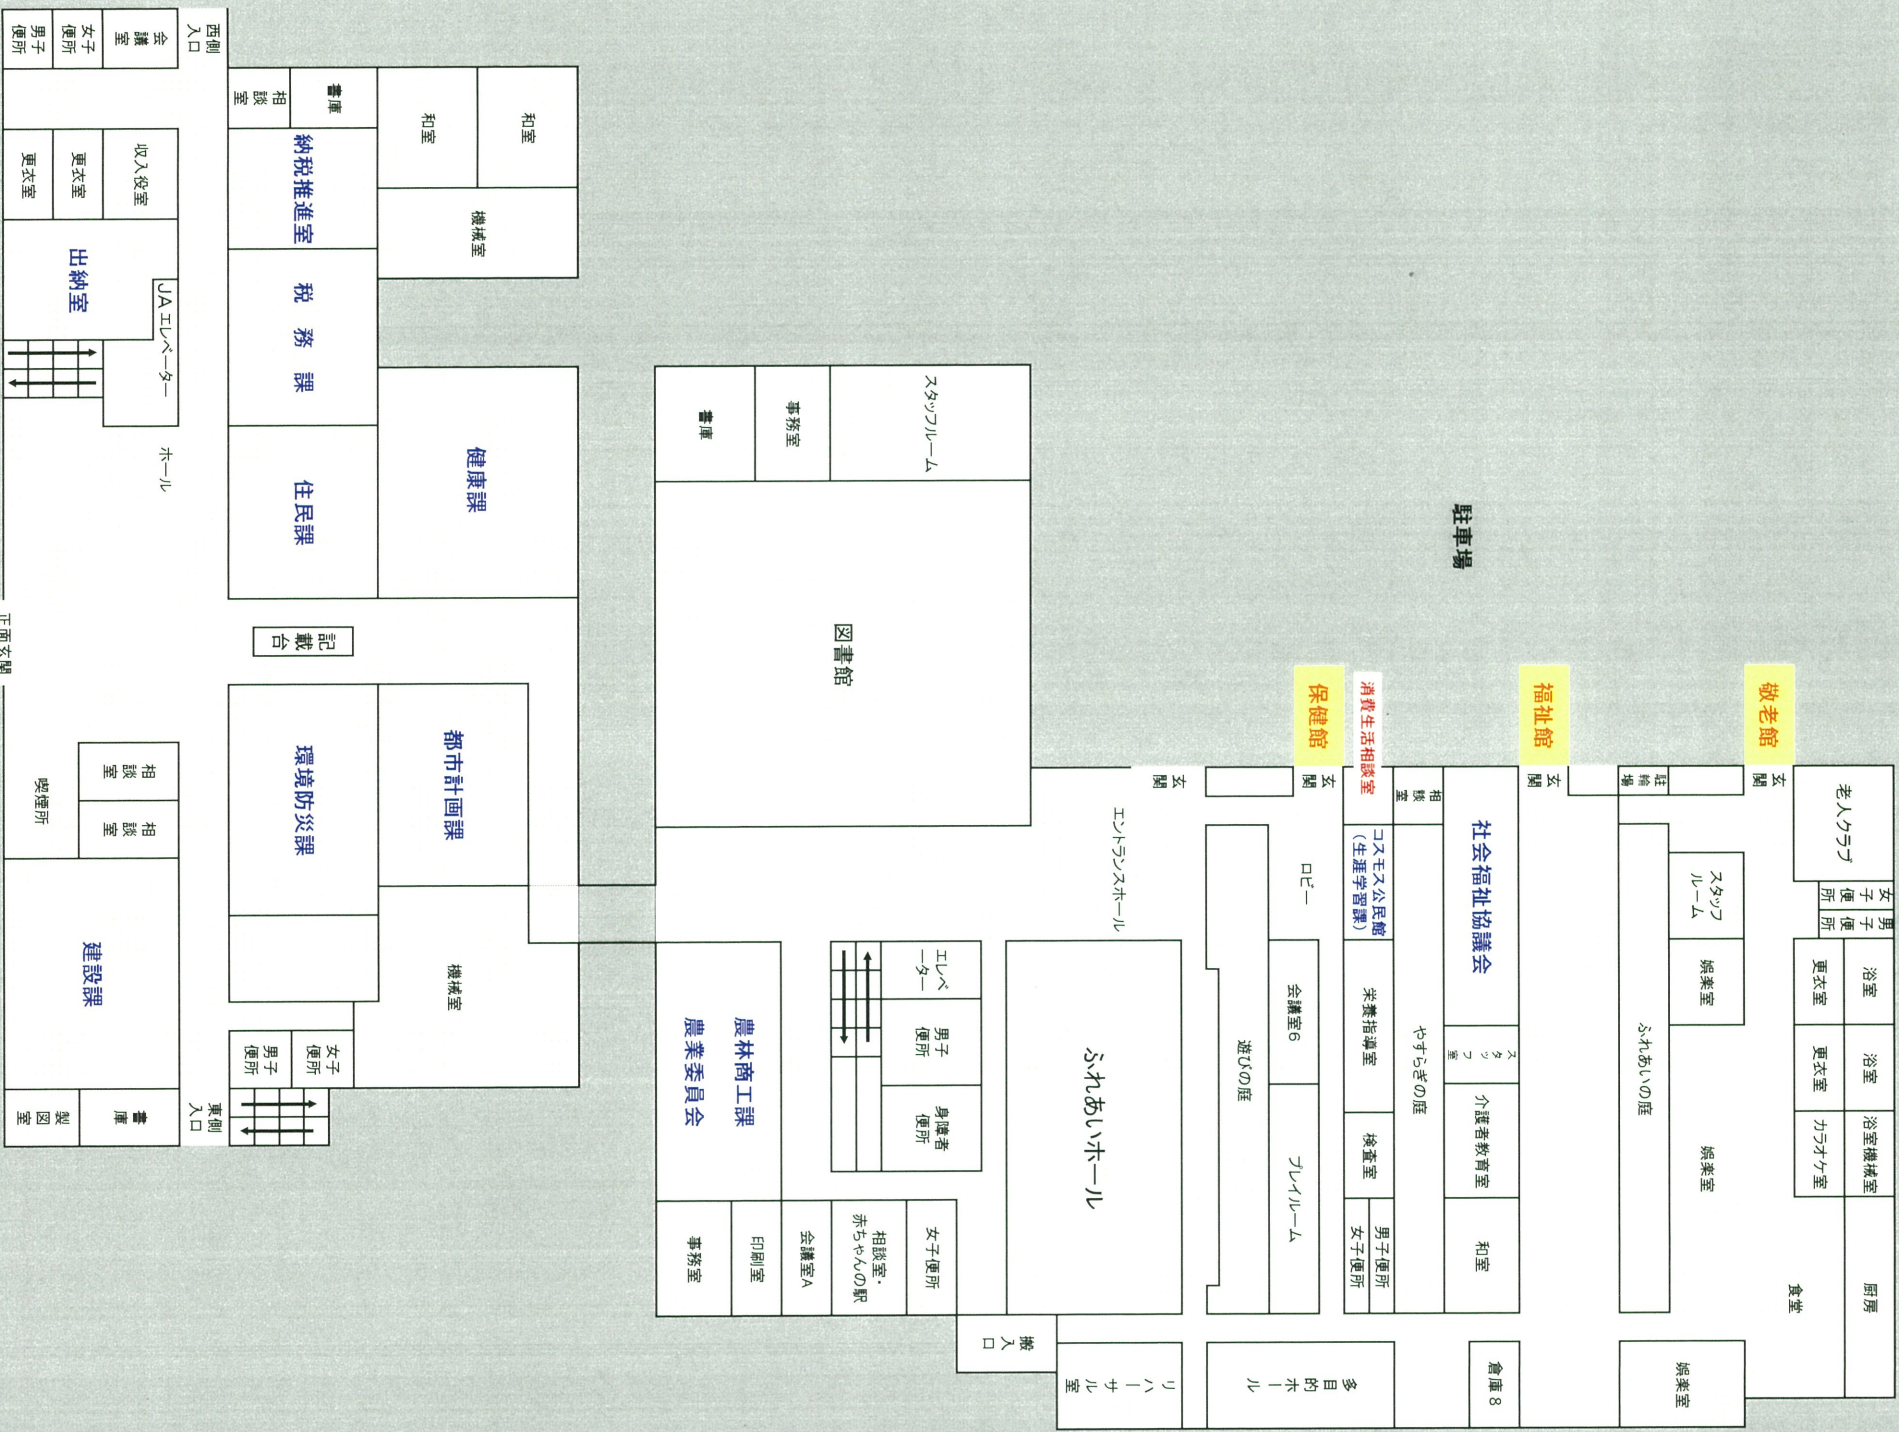 西側
入口
会議室
女子
便所
男子
便所
収入役室
更衣室
更衣室
出納室
JAエレベーター
ホール
正面玄関
相談室
相談室
喫煙所
建設課
書庫
製図室
東側
入口
相談室
書庫
納税推進室
税務課
住民課
和室
和室
機械室
健康課
記載台
環境防災課
都市計画課
機械室
男子
便所
女子
便所
書庫
事務室
スタッフルーム
図書館
農林商工課
農業委員会
エレベ
ーター
男子
便所
身障者
便所
事務室
印刷室
会議室A
相談室・
赤ちゃんの駅
女子便所
搬入口
エントランスホール
ふれあいホール
リハーサル室
玄関
遊びの庭
保健館
玄関
ロビー
会議室6
プレイルーム
多目的ホール
消費生活相談室
コスモス公民館
(生涯学習課)
栄養指導室
検査室
男子便所
女子便所
相談室
やすらぎの庭
社会福祉協議会
スタッフ室
介護者教育室
和室
倉庫8
福祉館
玄関
駐輪場
ふれあいの庭
スタッフ
ルーム
娯楽室
娯楽室
娯楽室
敬老館
玄関
老人クラブ
女子便所
男子便所
浴室
更衣室
浴室
更衣室
浴室機械室
カラオケ室
食堂
厨房
駐車場